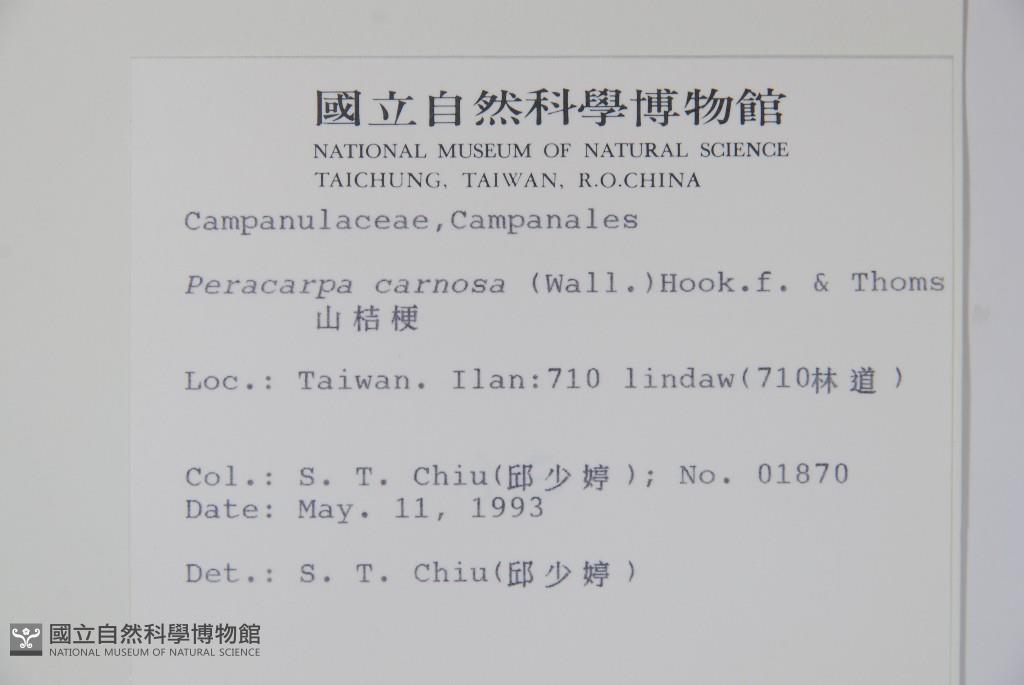 國立自然科學博物館
NATIONAL MUSEUM OF NATURAL SCIENCE
TAICHUNG, TAIWAN, R.O.CHINA
Campanulaceae,Campanales
Peracarpa carnosa (Wall.)Hook.f. & Thoms
山桔梗
Loc.: Taiwan. Ilan:710 lindaw(710林道)
Col.: S. T. Chiu(邱少婷); No. 01870
Date: May. 11, 1993
Det.: S. T. Chiu(邱少婷)
國立自然科學博物館
NATIONAL MUSEUM OF NATURAL SCIENCE